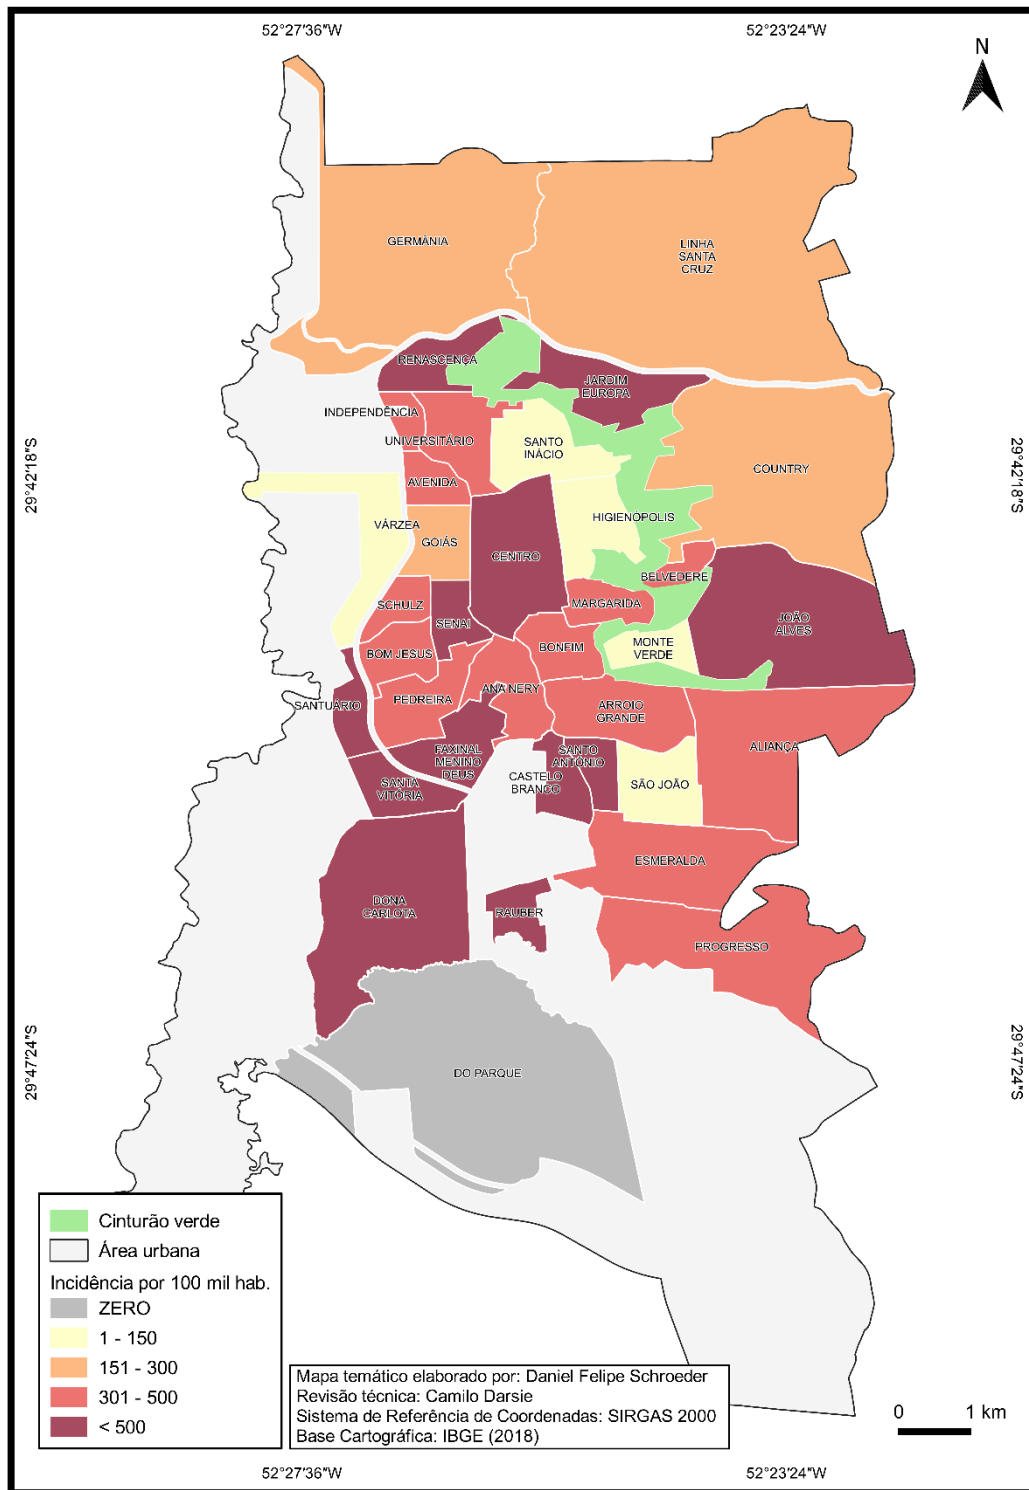 52°27'36"W
52°23'24"W
N
GERMÂNIA
LINHA
SANTA
CRUZ
RENASCENÇA
JARDIM
EUROPA
INDEPENDÊNCIA
UNIVERSITÁRIO
SANTO
INÁCIO
29°42'18"S
29°42'18"S
COUNTRY
AVENIDA
VÁRZEA
HIGIENÓPOLIS
GOIÁS
CENTRO
BELVEDERE
SCHULZ
MARGARIDA
SENAI
JOÃO
ALVES
BOM JESUS
BONFIM
MONTE
VERDE
PEDREIRA
ANA NERY
SANTUÁRIO
ARROIO
GRANDE
ALIANÇA
FAXINAL
MENINO
DEUS
SANTO
ANTÔNIO
CASTELO
BRANCO
SANTA
VITÓRIA
SÃO JOÃO
ESMERALDA
DONA
CARLOTA
RAUBER
PROGRESSO
29°47'24"S
29°47'24"S
DO PARQUE
Cinturão verde
Área urbana
Incidência por 100 mil hab.
ZERO
1 - 150
151 - 300
301 - 500
< 500
Mapa temático elaborado por: Daniel Felipe Schroeder
Revisão técnica: Camilo Darsie
Sistema de Referência de Coordenadas: SIRGAS 2000
Base Cartográfica: IBGE (2018)
0 1 km
52°27'36"W
52°23'24"W